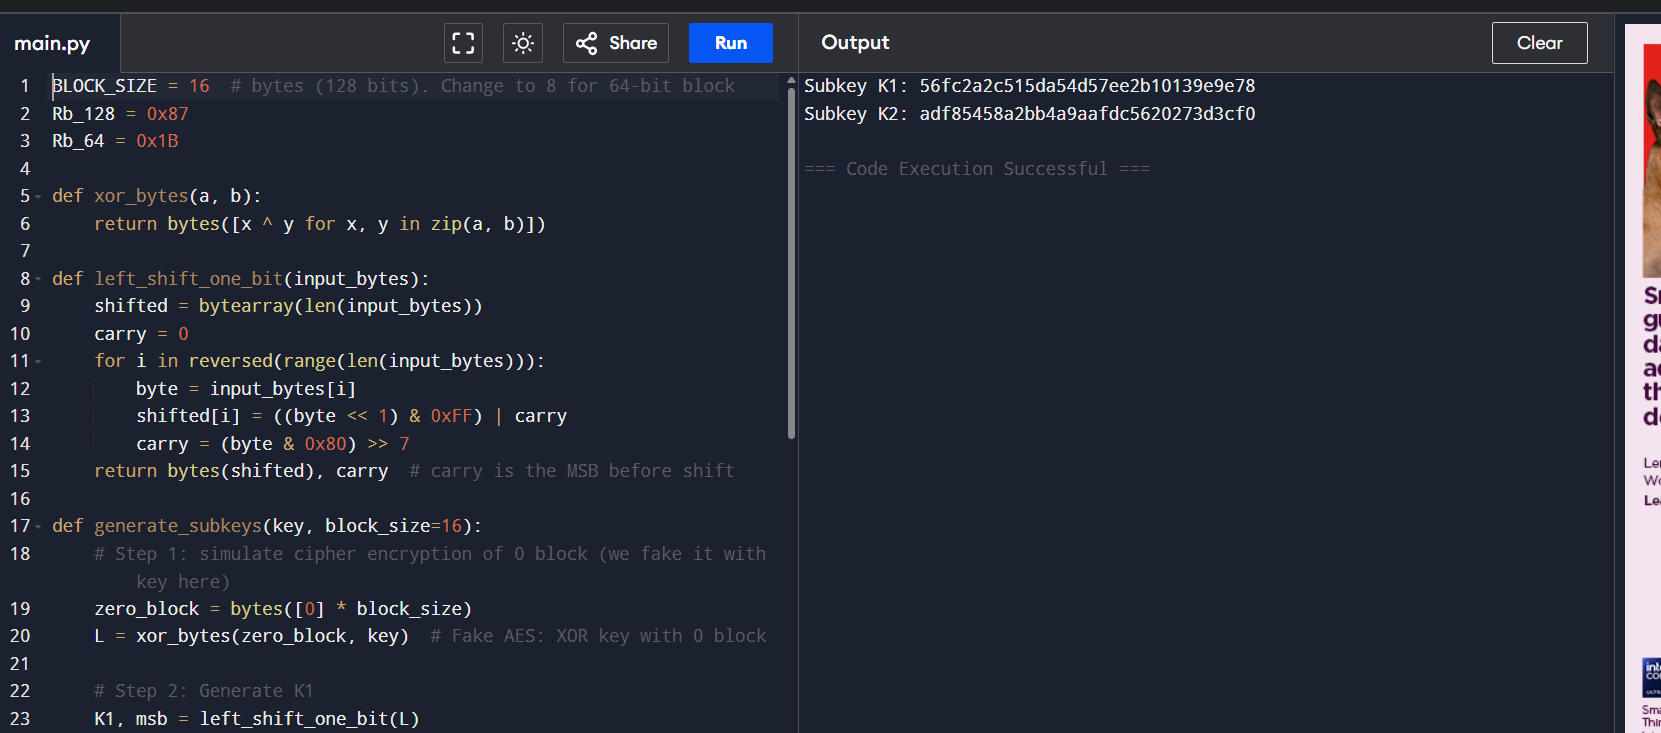 main.py
Share
Run
Output
Clear
1 BLOCK_SIZE = 16  # bytes (128 bits). Change to 8 for 64-bit block
2 Rb_128 = 0x87
3 Rb_64 = 0x1B
4
5 def xor_bytes(a, b):
6     return bytes([x ^ y for x, y in zip(a, b)])
7
8 def left_shift_one_bit(input_bytes):
9     shifted = bytearray(len(input_bytes))
10     carry = 0
11     for i in reversed(range(len(input_bytes))):
12         byte = input_bytes[i]
13         shifted[i] = ((byte << 1) & 0xFF) | carry
14         carry = (byte & 0x80) >> 7
15     return bytes(shifted), carry  # carry is the MSB before shift
16
17 def generate_subkeys(key, block_size=16):
18     # Step 1: simulate cipher encryption of 0 block (we fake it with
        key here)
19     zero_block = bytes([0] * block_size)
20     L = xor_bytes(zero_block, key)  # Fake AES: XOR key with 0 block
21
22     # Step 2: Generate K1
23     K1, msb = left_shift_one_bit(L)
Subkey K1: 56fc2a2c515da54d57ee2b10139e9e78
Subkey K2: adf85458a2bb4a9aafdc5620273d3cf0
=== Code Execution Successful ===